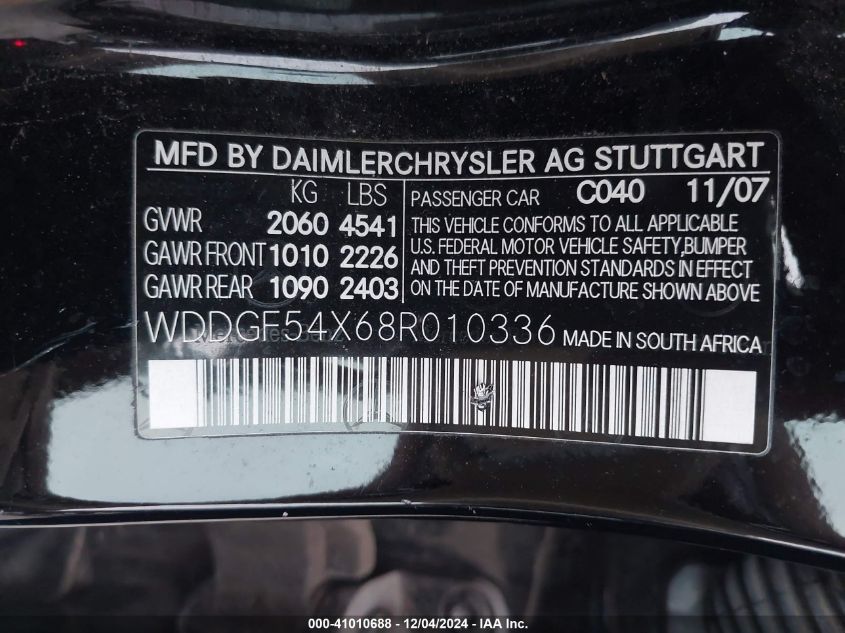 MFD BY DAIMLERCHRYSLER AG STUTTGART
KG LBS
GVWR 2060 4541
GAWR FRONT 1010 2226
GAWR REAR 1090 2403
PASSENGER CAR C040 11/07
THIS VEHICLE CONFORMS TO ALL APPLICABLE
U.S. FEDERAL MOTOR VEHICLE SAFETY,BUMPER
AND THEFT PREVENTION STANDARDS IN EFFECT
ON THE DATE OF MANUFACTURE SHOWN ABOVE
WDDGF54X68R010336 MADE IN SOUTH AFRICA
000-41010688 - 12/04/2024 - IAA Inc.